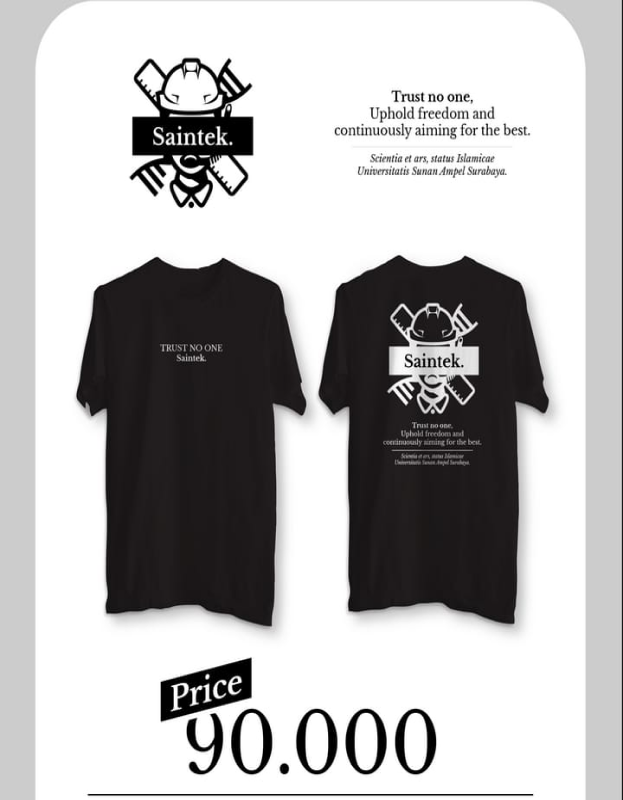 Saintek.
Trust no one,
Uphold freedom and
continuously aiming for the best.
Scientia et ars, status Islamicae
Universitatis Sunan Ampel Surabaya.
TRUST NO ONE
Saintek.
Saintek.
Trust no one,
Uphold freedom and
continuously aiming for the best.
Scientia et ars, status Islamicae
Universitatis Sunan Ampel Surabaya.
Price
90.000